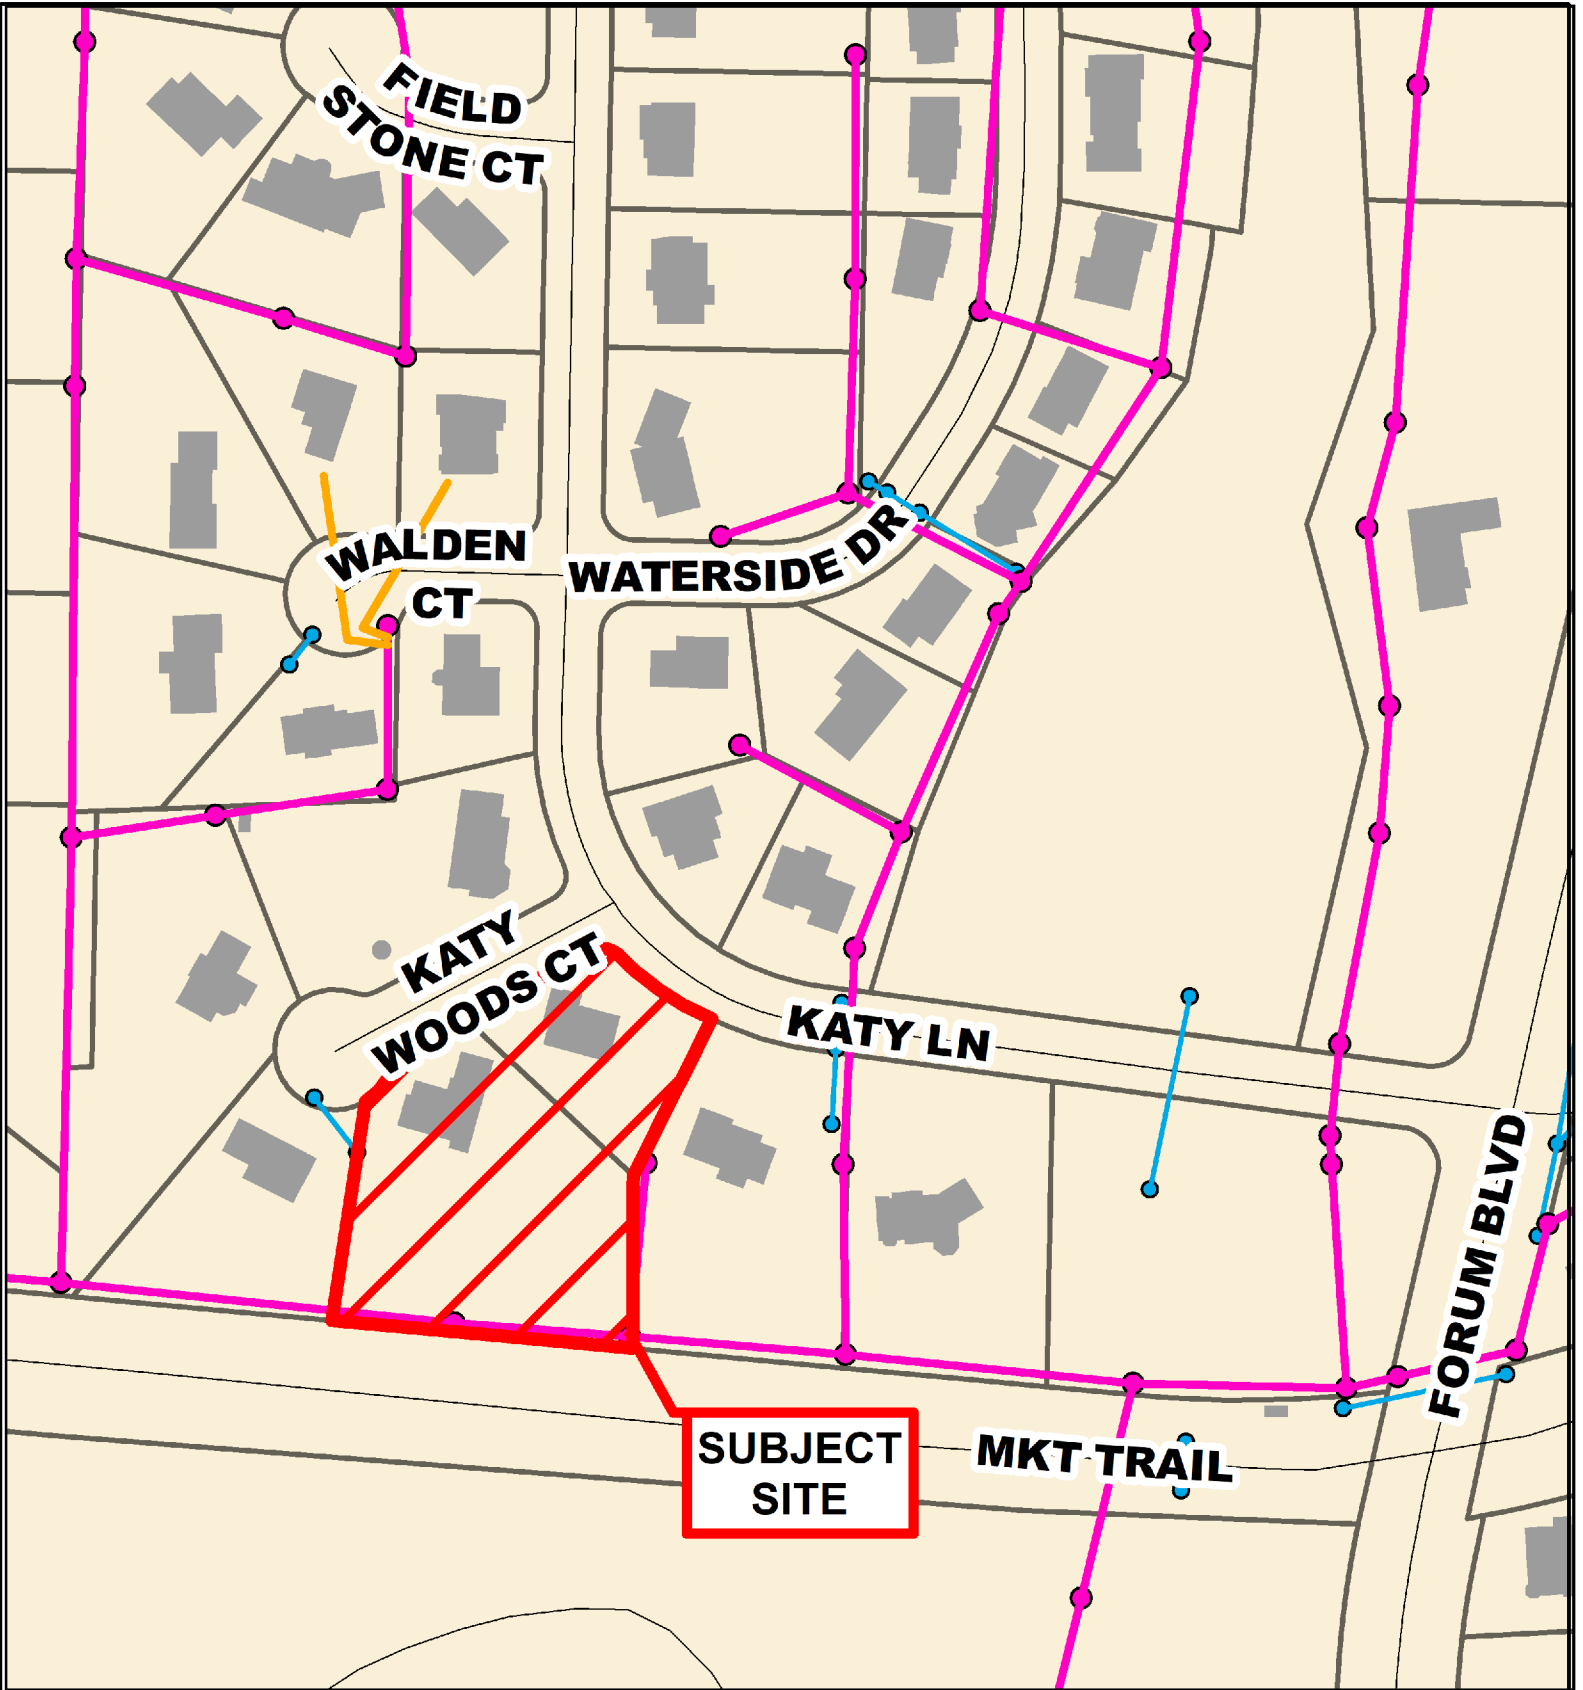 FIELD
STONE CT
WALDEN
CT
WATERSIDE DR
KATY
WOODS CT
KATY LN
FORUM BLVD
SUBJECT
SITE
MKT TRAIL